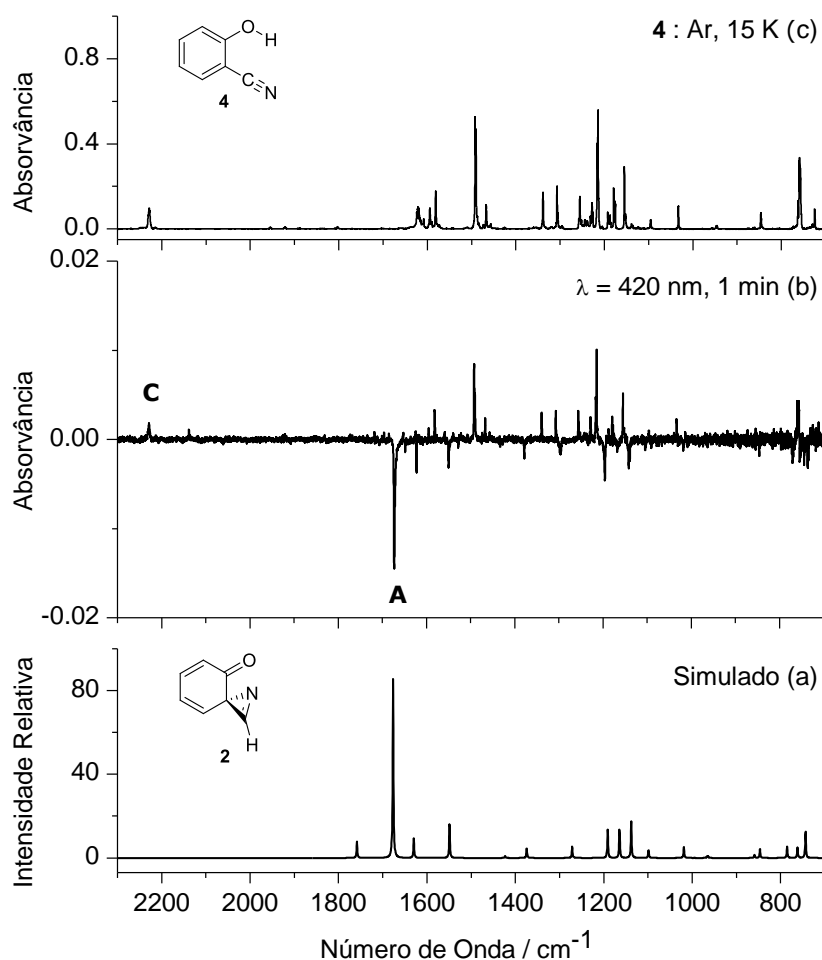 4 : Ar, 15 K (c)
O
H
C
N
4
Absorvância
0.8
0.4
0.0
λ = 420 nm, 1 min (b)
Absorvância
0.02
0.00
-0.02
C
A
Simulado (a)
O
N
H
2
Intensidade Relativa
80
40
0
2200 2000 1800 1600 1400 1200 1000 800
Número de Onda / cm⁻¹